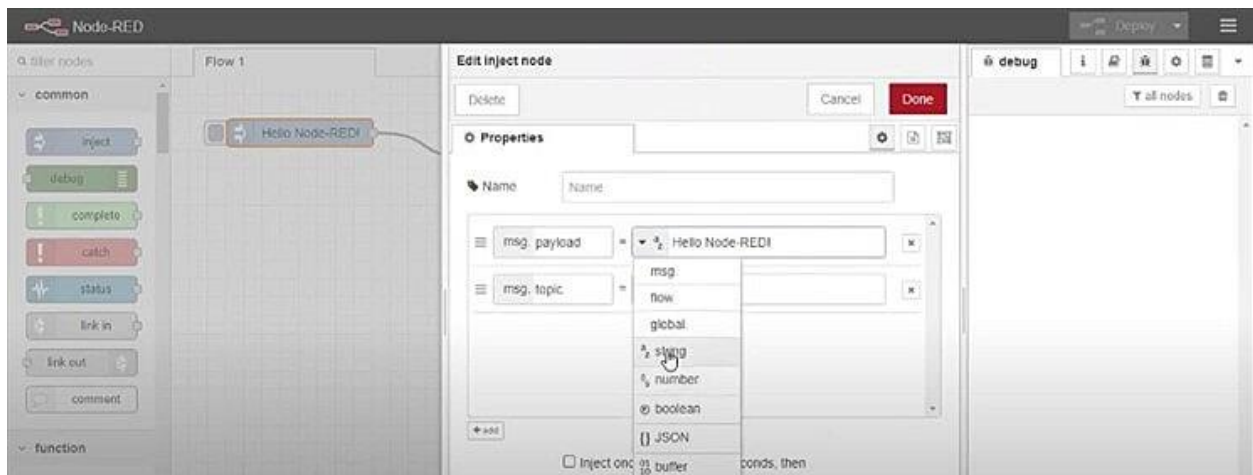 Node-RED
Deploy
filter nodes
Flow 1
Edit inject node
debug
i
common
Delete
Cancel
Done
all nodes
inject
Hello Node-RED!
Properties
debug
Name
Name
complete
msg. payload
=
Hello Node-RED!
catch
msg.
msg. topic
=
status
flow.
global.
link in
string
link out
number
comment
boolean
add
{} JSON
function
Inject once
buffer
conds, then